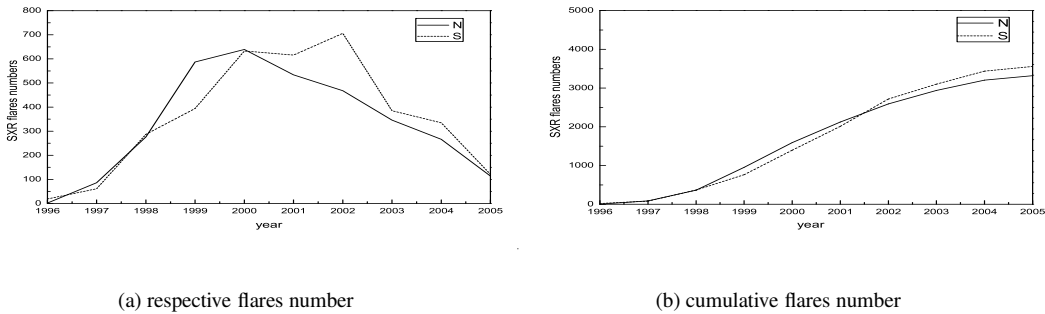 800
700
600
500
400
300
200
100
0
SXR flares numbers
N
S
1996 1997 1998 1999 2000 2001 2002 2003 2004 2005
year
(a) respective flares number
5000
4000
3000
2000
1000
0
SXR flares numbers
N
S
1996 1997 1998 1999 2000 2001 2002 2003 2004 2005
year
(b) cumulative flares number